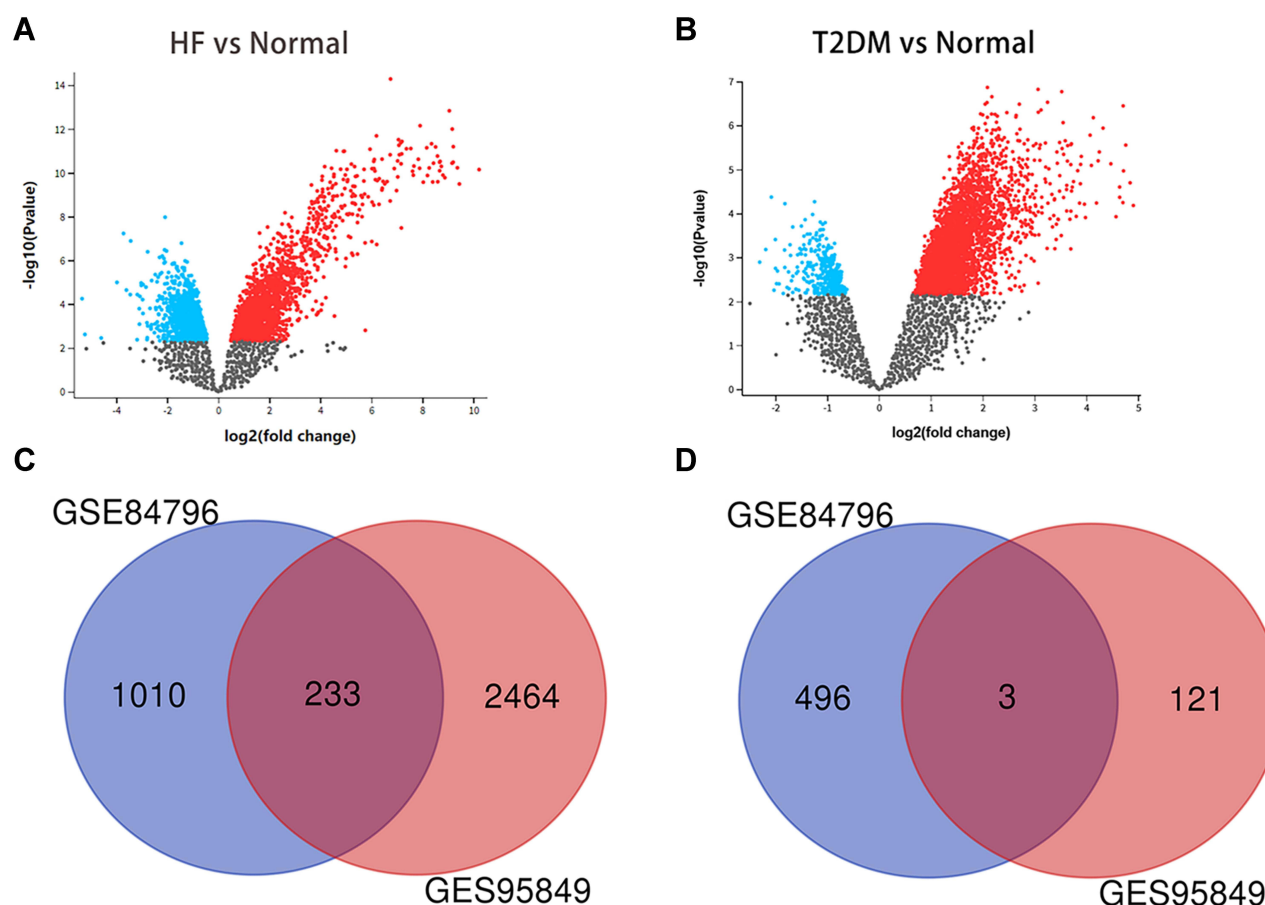 A
HF vs Normal
14
12
10
8
6
4
2
0
-log10(Pvalue)
-4
-2
0
2
4
6
8
10
log2(fold change)
B
T2DM vs Normal
7
6
5
4
3
2
1
0
-log10(Pvalue)
-2
-1
0
1
2
3
4
5
log2(fold change)
C
GSE84796
1010
233
2464
GES95849
D
GSE84796
496
3
121
GES95849